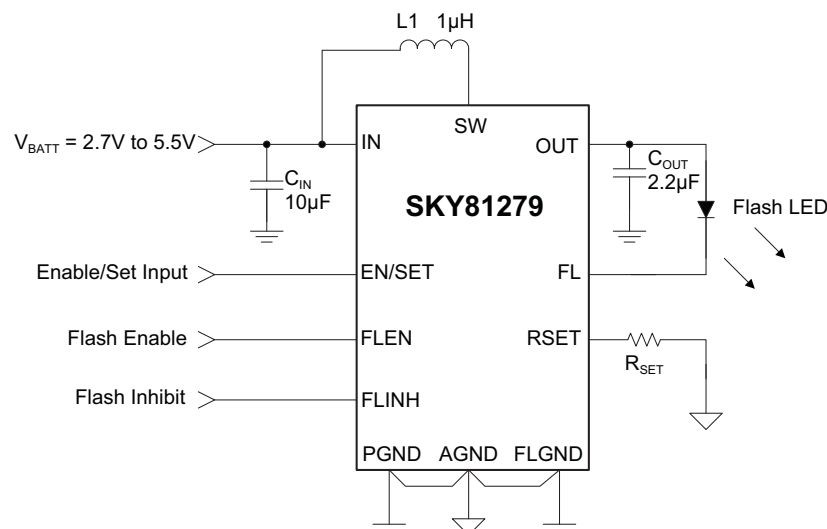 L1 1µH
SW
V_BATT = 2.7V to 5.5V
IN
OUT
C_IN
10µF
C_OUT
2.2µF
SKY81279
Flash LED
Enable/Set Input
EN/SET
FL
Flash Enable
FLEN
RSET
R_SET
Flash Inhibit
FLINH
PGND AGND FLGND